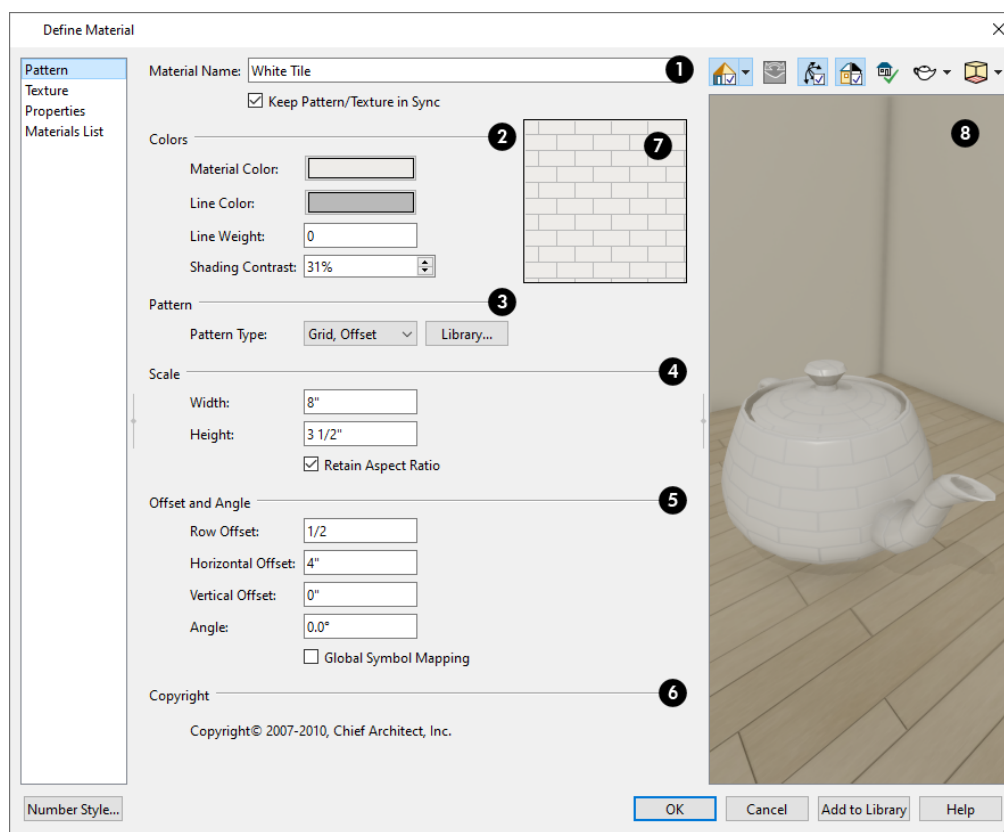 Define Material
Pattern
Texture
Properties
Materials List
Material Name: White Tile
1
Keep Pattern/Texture in Sync
Colors
2
Material Color:
Line Color:
Line Weight: 0
Shading Contrast: 31%
7
8
Pattern
3
Pattern Type: Grid, Offset Library...
Scale
4
Width: 8"
Height: 3 1/2"
Retain Aspect Ratio
Offset and Angle
5
Row Offset: 1/2
Horizontal Offset: 4"
Vertical Offset: 0"
Angle: 0.0°
Global Symbol Mapping
Copyright
6
Copyright© 2007-2010, Chief Architect, Inc.
Number Style... OK Cancel Add to Library Help